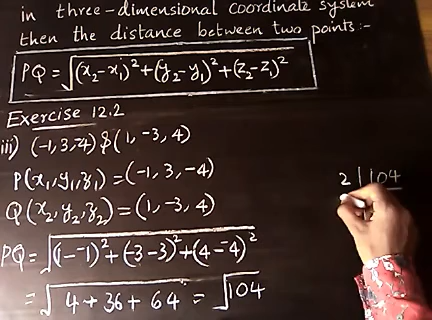 in three-dimensional coordinate system
then the distance between two points:-
PQ = √(x₂-x₁)²+(y₂-y₁)²+(z₂-z₁)²
Exercise 12.2
iii) (-1,3,-4) & (1,-3,4)
P(x₁,y₁,z₁)=(-1,3,-4)
Q(x₂,y₂,z₂)=(1,-3,4)
PQ=√(1--1)²+(-3-3)²+(4--4)²
=√4+36+64 = √104
2|104